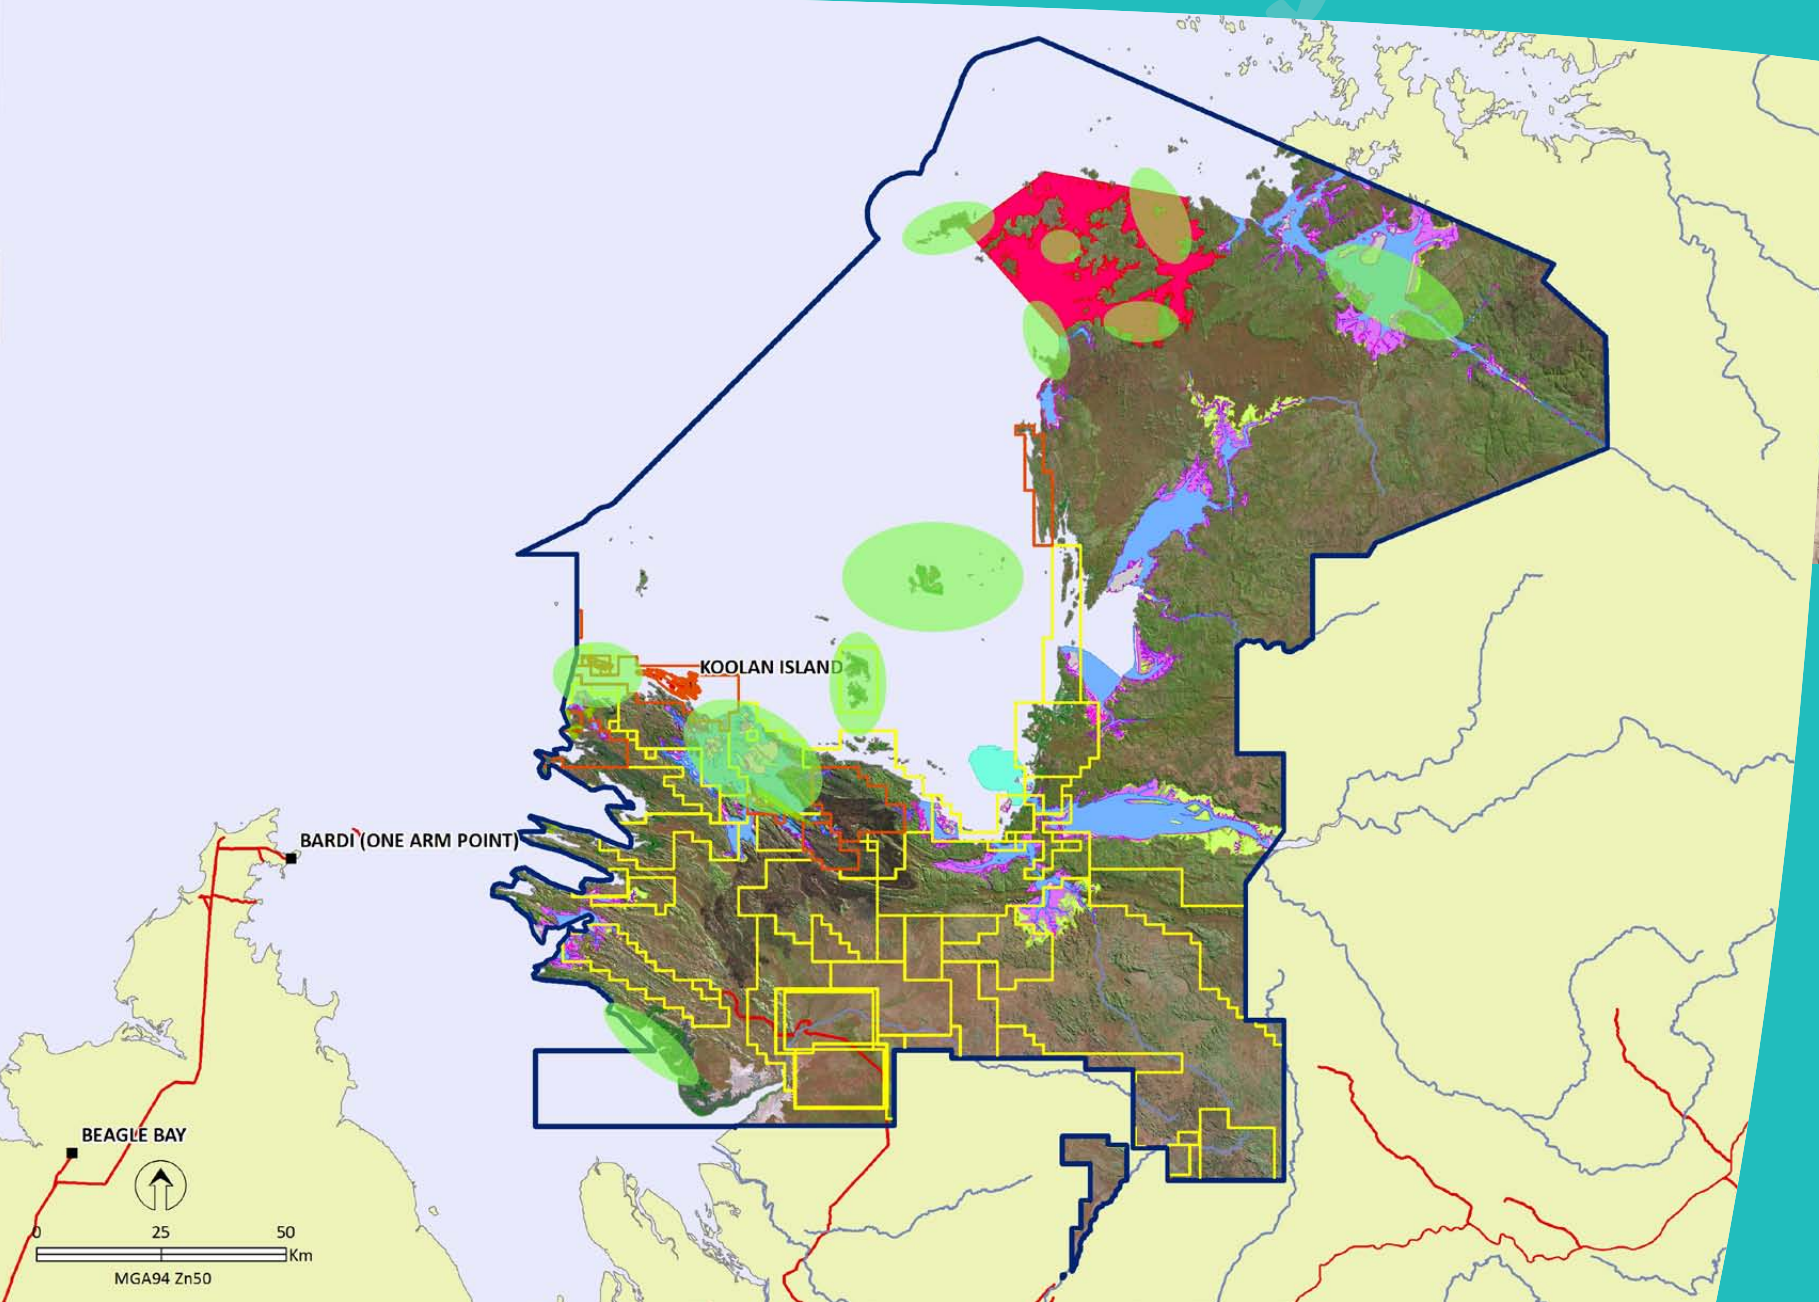 KOOLAN ISLAND
BARDI (ONE ARM POINT)
BEAGLE BAY
0 25 50
Km
MGA94 Zn50